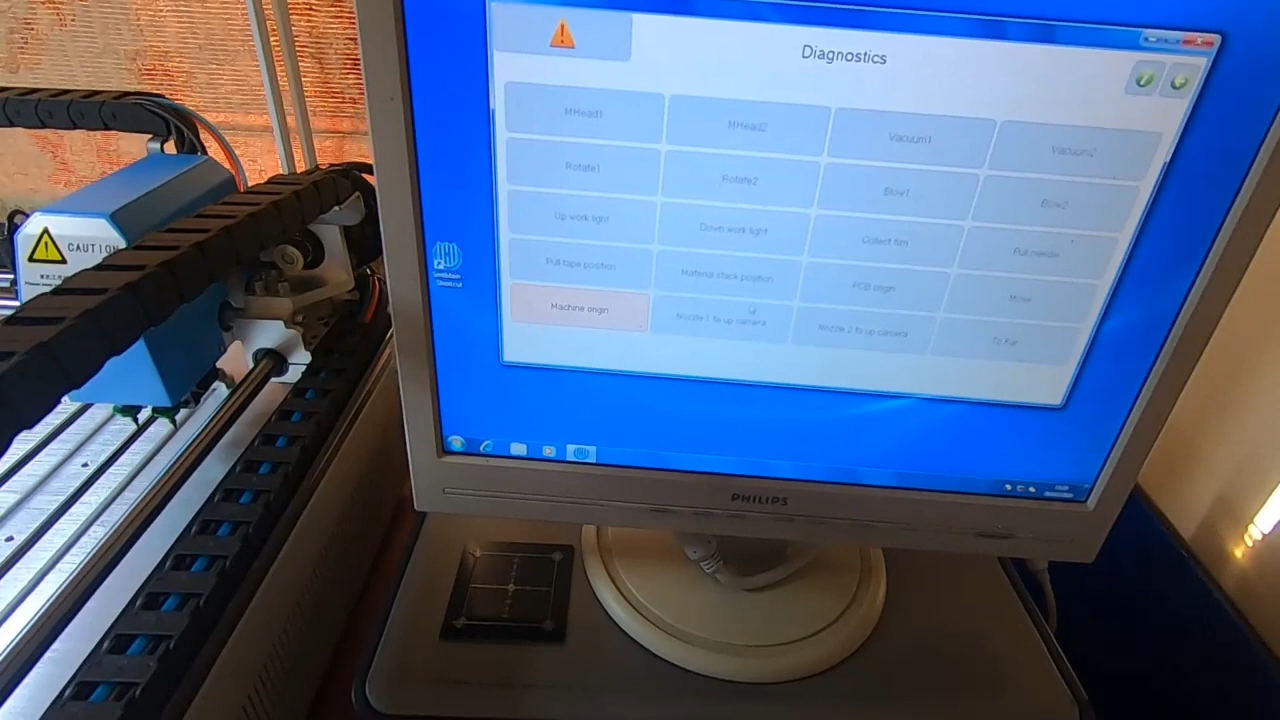 Diagnostics
MHead1
MHead2
Vacuum1
Vacuum2
Rotate1
Rotate2
Blow1
Blow2
Up work light
Down work light
Collect film
Pull needle
Pull tape position
Material stack position
PCB origin
Move
Machine origin
Nozzle 1 to up camera
Nozzle 2 to up camera
CAUTION
Shortcut
PHILIPS